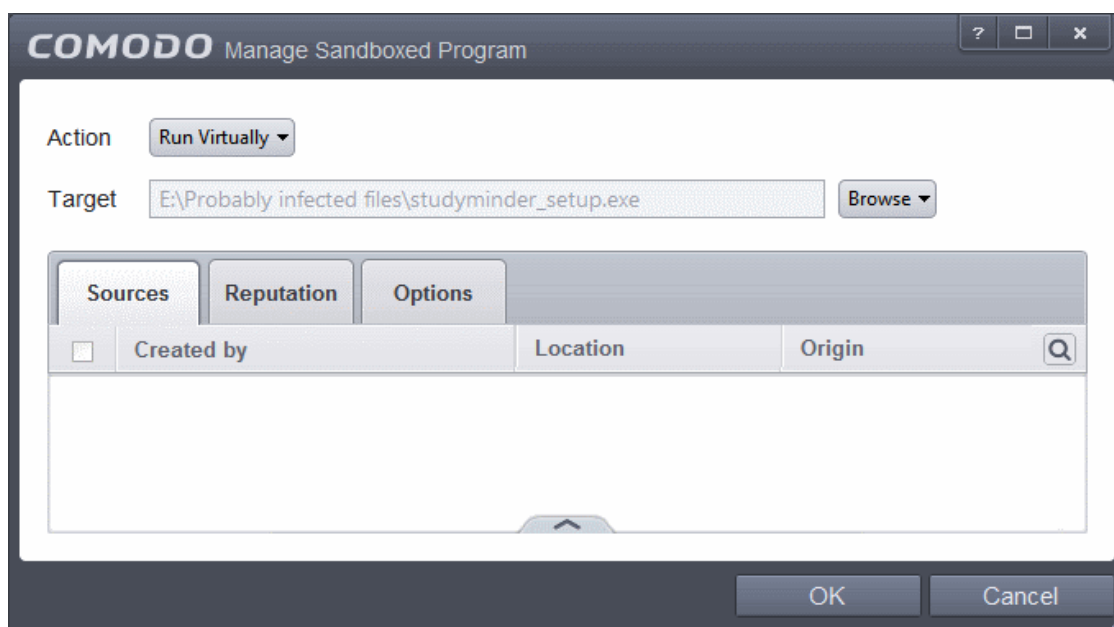 COMODO Manage Sandboxed Program ? ×
Action Run Virtually
Target E:\Probably infected files\studyminder_setup.exe Browse
Sources Reputation Options
Created by Location Origin
OK Cancel